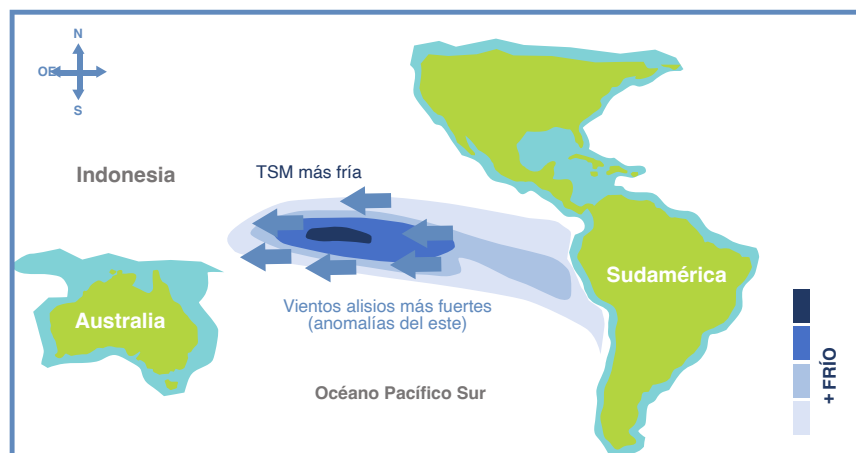 N
OE
S
Indonesia
TSM más fría
Sudamérica
Australia
Vientos alisios más fuertes
(anomalías del este)
Océano Pacífico Sur
+ FRÍO